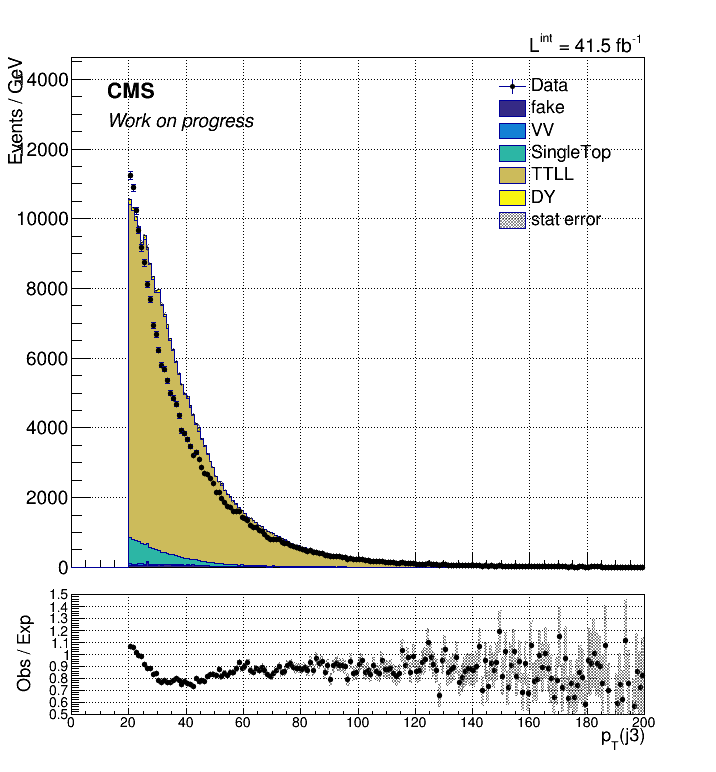 L^int = 41.5 fb^-1
Events / GeV
14000
12000
10000
8000
6000
4000
2000
0
CMS
Work on progress
Data
fake
VV
SingleTop
TTLL
DY
stat error
Obs / Exp
1.5
1.4
1.3
1.2
1.1
1
0.9
0.8
0.7
0.6
0.5
0 20 40 60 80 100 120 140 160 180 200
p_T(j3)